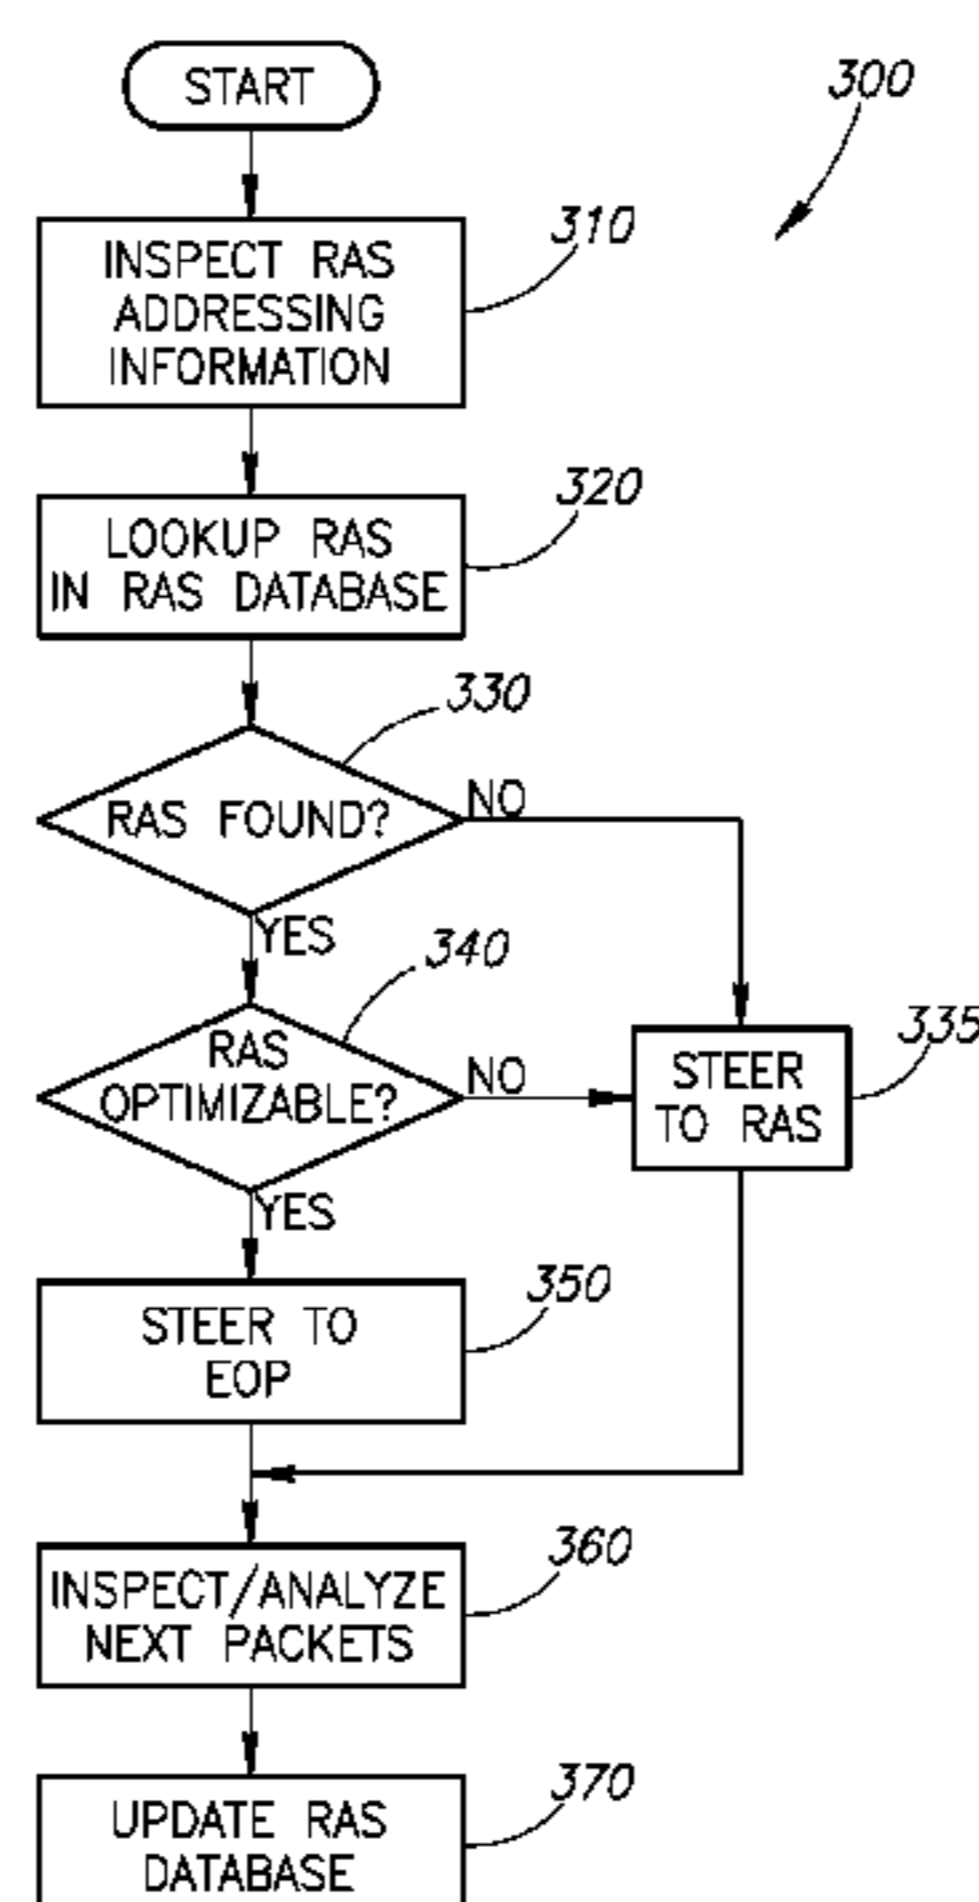 START
300
310
INSPECT RAS
ADDRESSING
INFORMATION
320
LOOKUP RAS
IN RAS DATABASE
330
RAS FOUND?
NO
YES
340
RAS
OPTIMIZABLE?
NO
335
STEER
TO RAS
YES
350
STEER TO
EOP
360
INSPECT/ANALYZE
NEXT PACKETS
370
UPDATE RAS
DATABASE